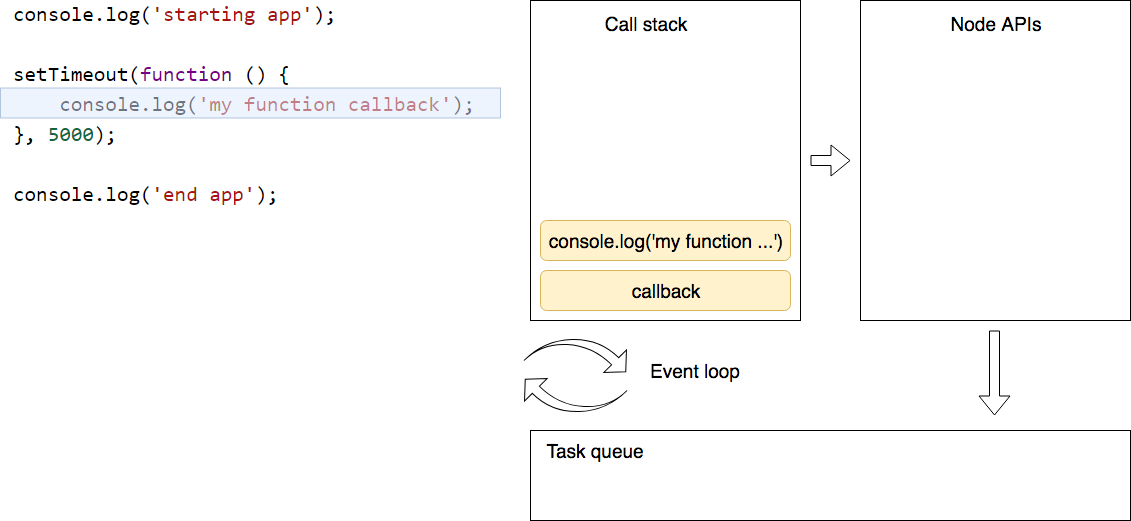 console.log('starting app');
setTimeout(function () {
    console.log('my function callback');
}, 5000);
console.log('end app');
Call stack
console.log('my function ...')
callback
Node APIs
Event loop
Task queue